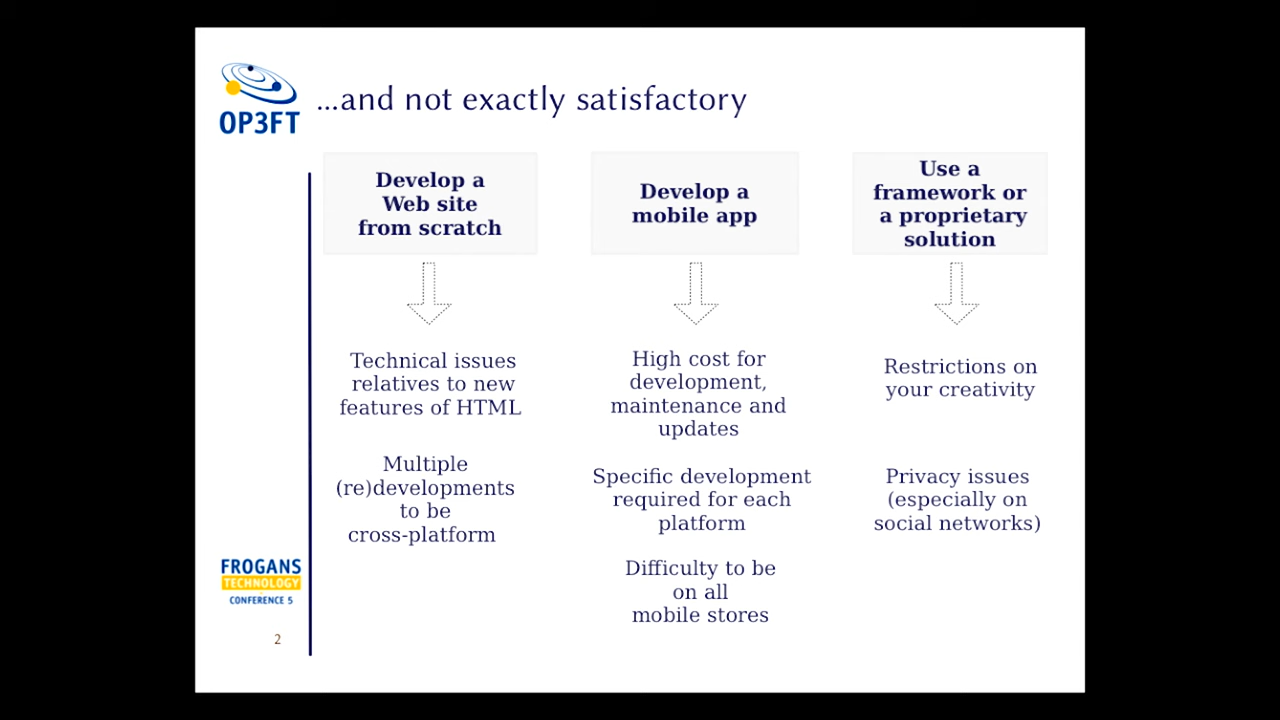 OP3FT
...and not exactly satisfactory
Develop a
Web site
from scratch
Technical issues
relatives to new
features of HTML
Multiple
(re)developments
to be
cross-platform
Develop a
mobile app
High cost for
development,
maintenance and
updates
Specific development
required for each
platform
Difficulty to be
on all
mobile stores
Use a
framework or
a proprietary
solution
Restrictions on
your creativity
Privacy issues
(especially on
social networks)
FROGANS
TECHNOLOGY
CONFERENCE 5
2